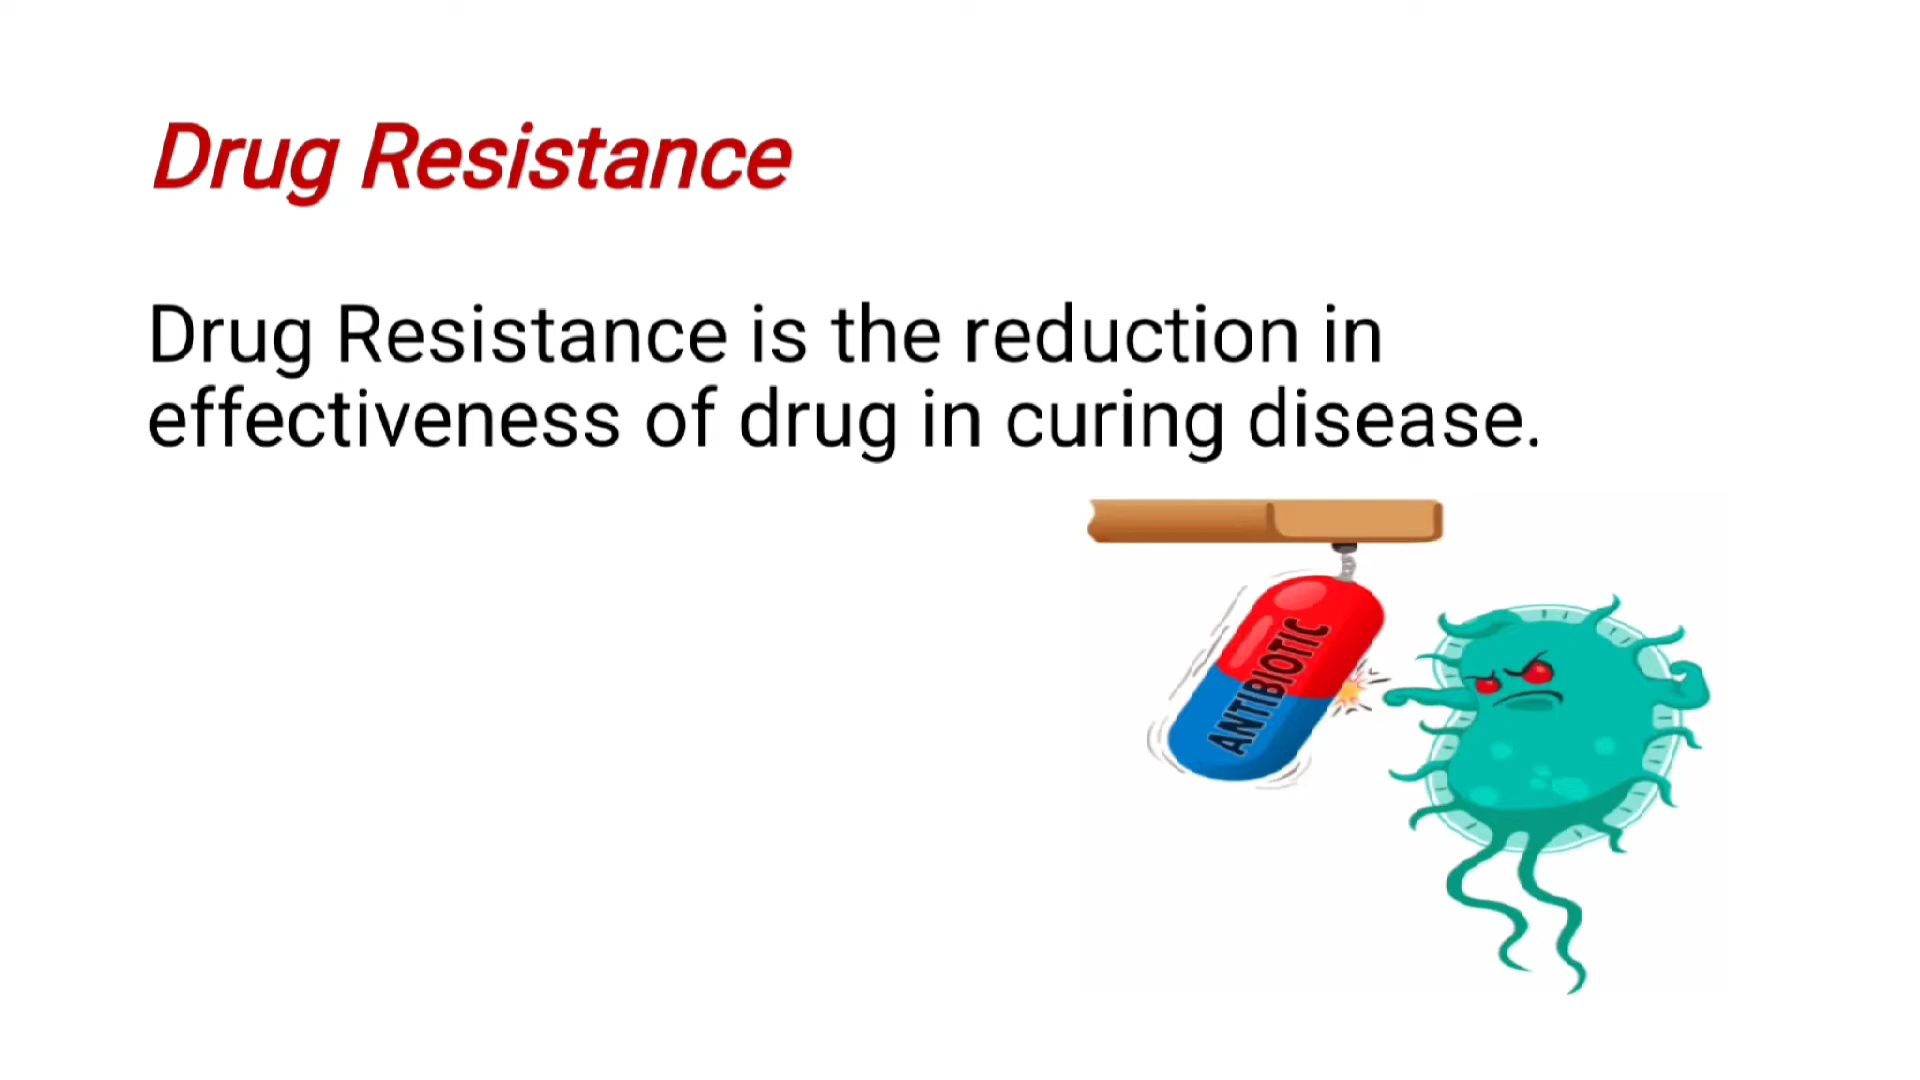 Drug Resistance
Drug Resistance is the reduction in
effectiveness of drug in curing disease.
ANTIBIOTIC